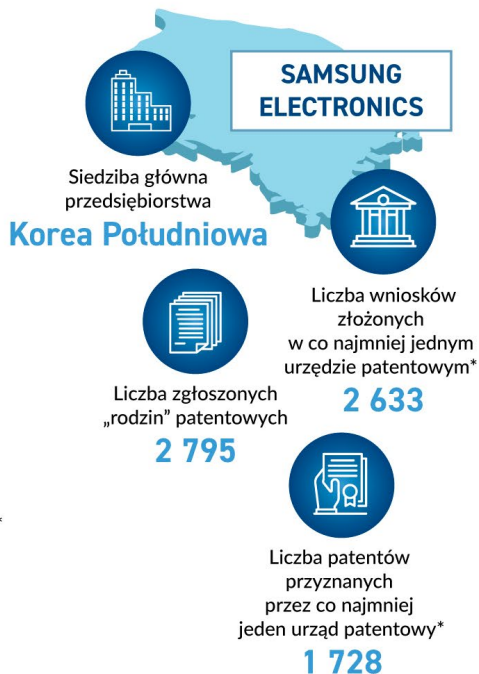 SAMSUNG
ELECTRONICS
Siedziba główna
przedsiębiorstwa
Korea Południowa
Liczba wniosków
złożonych
w co najmniej jednym
urzędzie patentowym*
2 633
Liczba zgłoszonych
„rodzin” patentowych
2 795
*
Liczba patentów
przyznanych
przez co najmniej
jeden urząd patentowy*
1 728